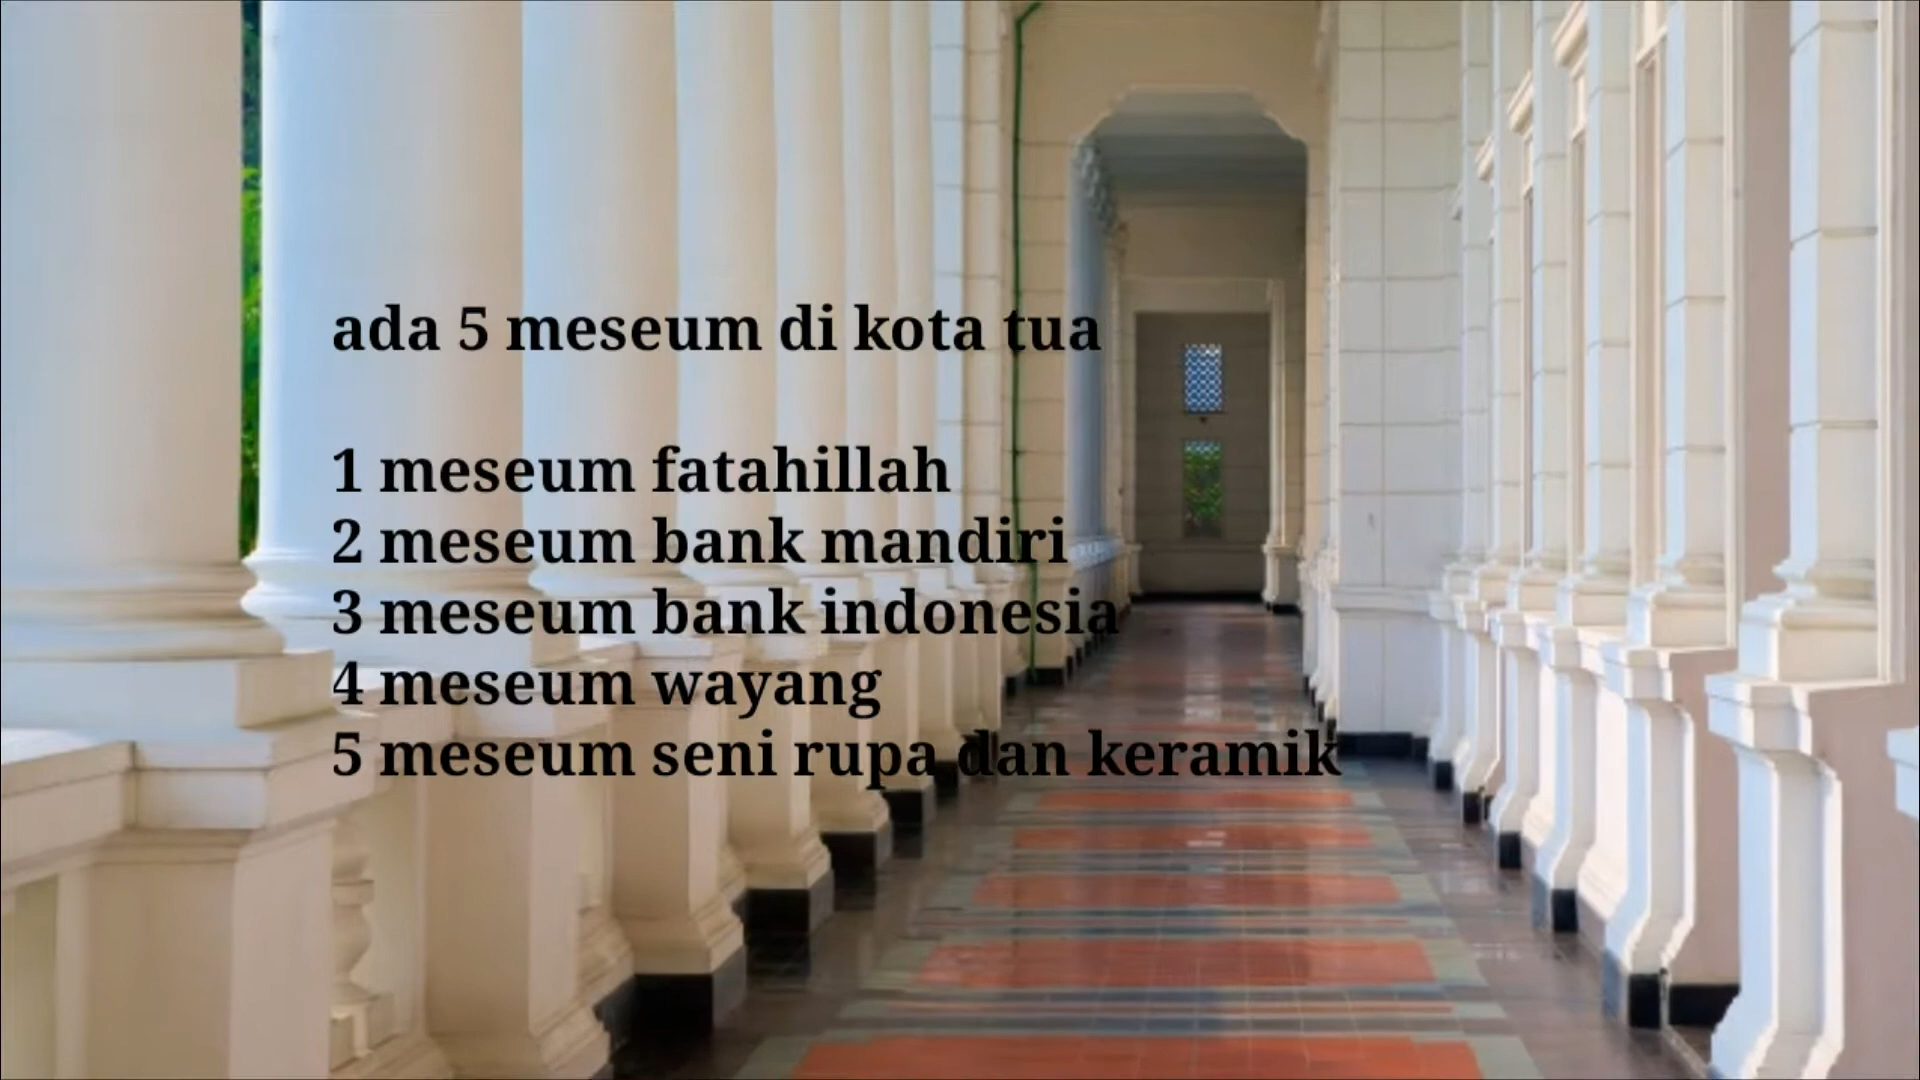 ada 5 meseum di kota tua
1 meseum fatahillah
2 meseum bank mandiri
3 meseum bank indonesia
4 meseum wayang
5 meseum seni rupa dan keramik